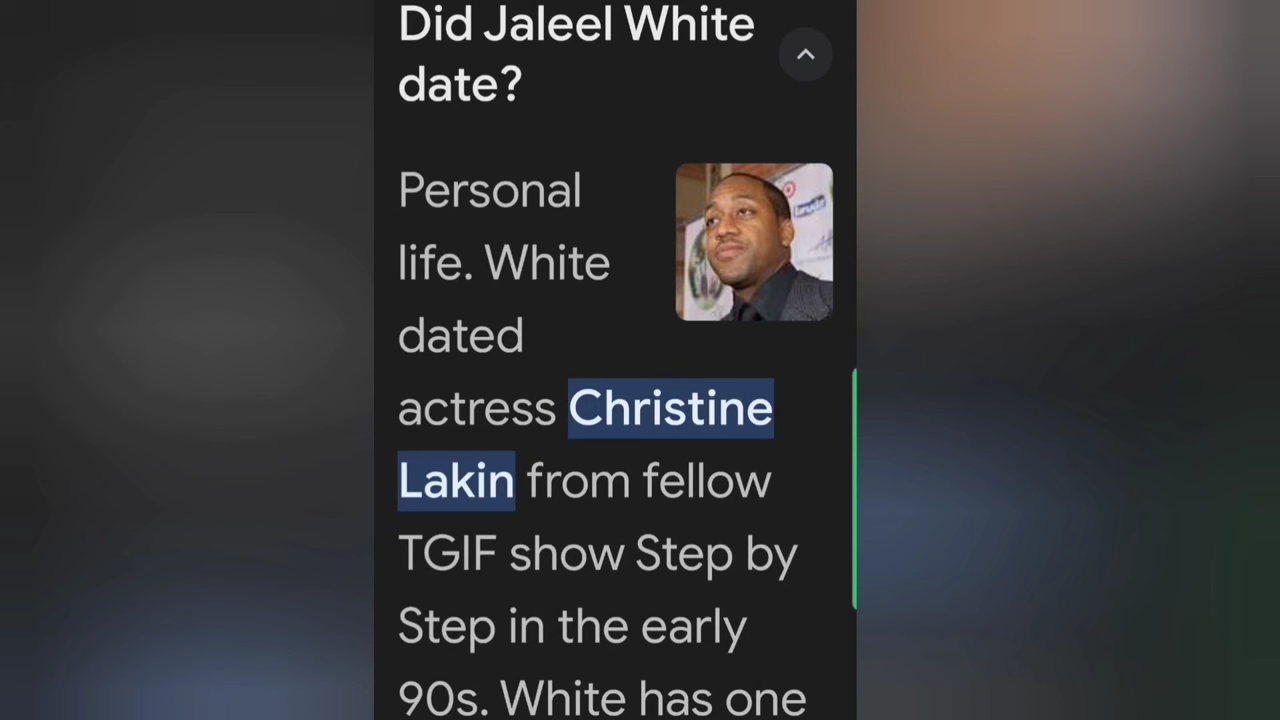 Did Jaleel White
date?
Personal
life. White
dated
actress Christine
Lakin from fellow
TGIF show Step by
Step in the early
90s. White has one